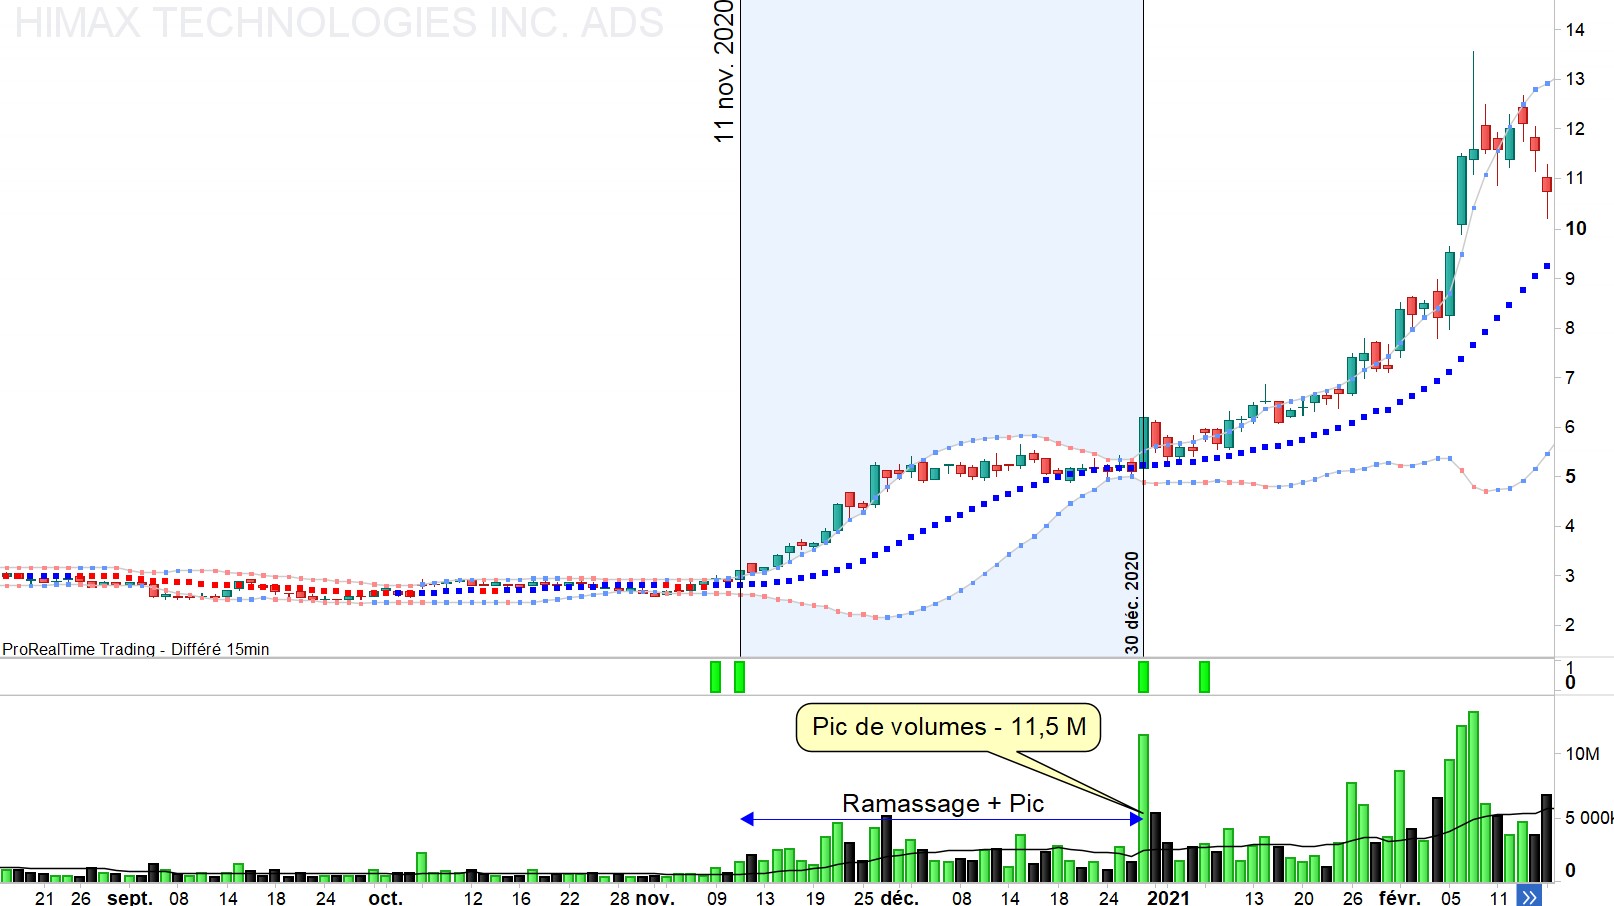 HIMAX TECHNOLOGIES INC. ADS
11 nov. 2020
14
13
12
11
10
9
8
7
6
5
4
3
2
30 déc. 2020
ProRealTime Trading - Différé 15min
1
0
Pic de volumes - 11,5 M
Ramassage + Pic
10M
5 000k
0
21 26 sept. 08 14 18 24 oct. 12 16 22 28 nov. 09 13 19 25 déc. 08 14 18 24 2021 13 20 26 févr. 05 11